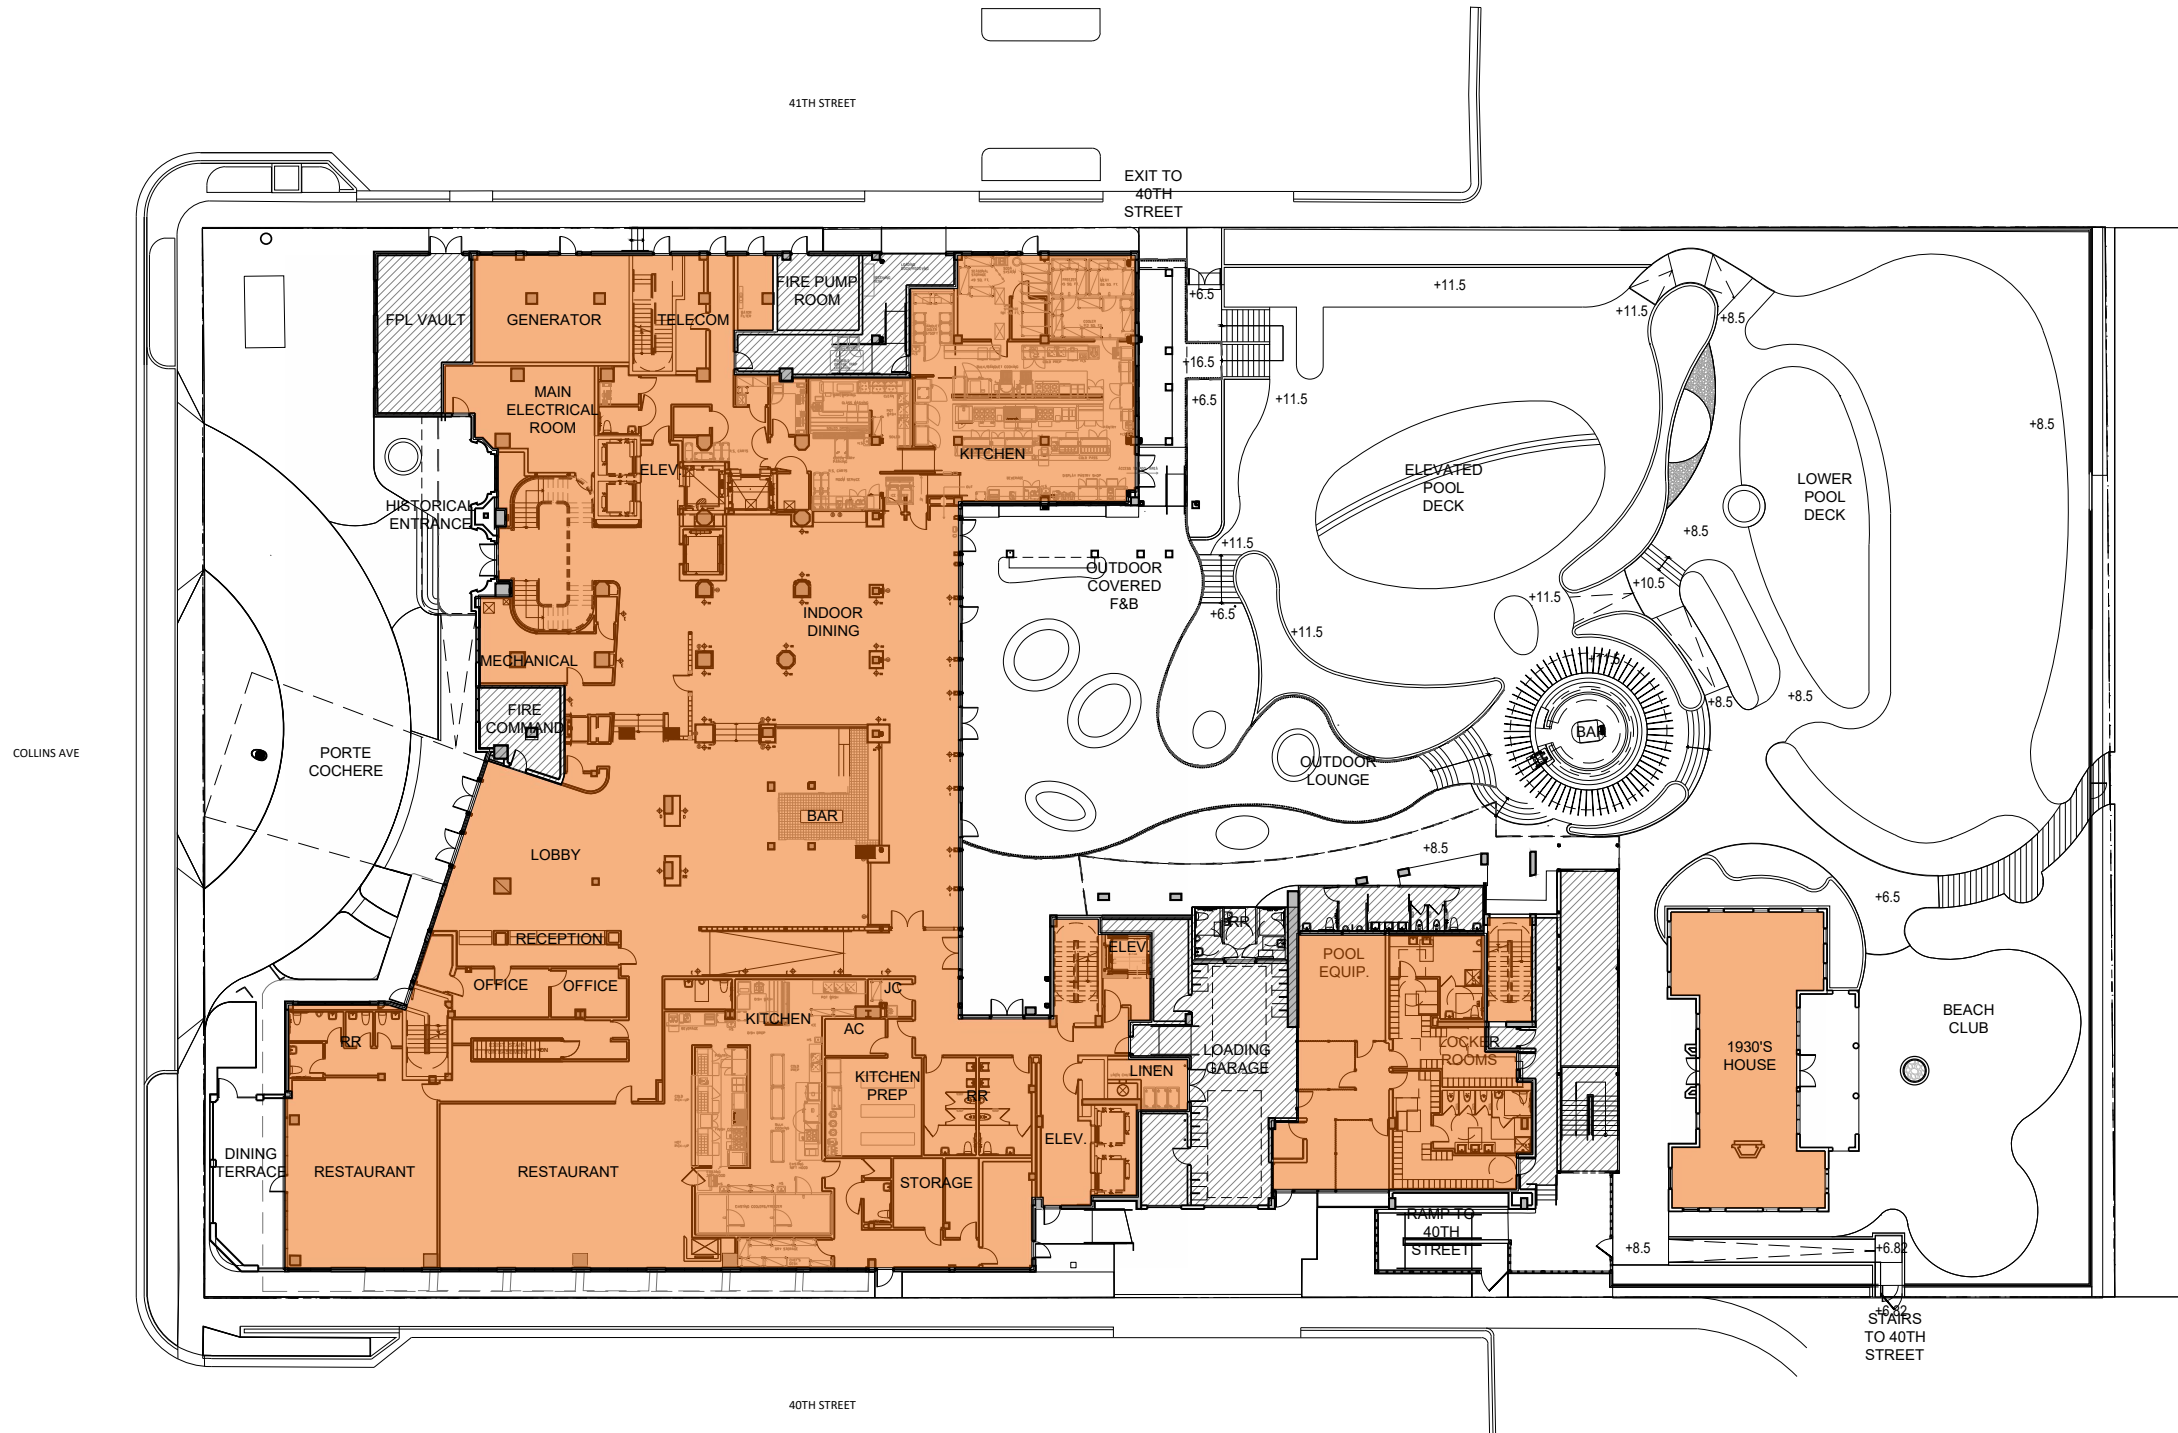 41TH STREET
EXIT TO
40TH
STREET
FPL VAULT
GENERATOR
TELECOM
FIRE PUMP
ROOM
+6.5
+11.5
+11.5
+8.5
MAIN
ELECTRICAL
ROOM
+16.5
+6.5
+11.5
+8.5
ELEV.
KITCHEN
ELEVATED
POOL
DECK
LOWER
POOL
DECK
HISTORICAL
ENTRANCE
+8.5
+11.5
OUTDOOR
COVERED
F&B
+10.5
+11.5
+6.5
INDOOR
DINING
+11.5
MECHANICAL
+11.5
+8.5
+8.5
FIRE
COMMAND
BAR
COLLINS AVE
PORTE
COCHERE
OUTDOOR
LOUNGE
BAR
LOBBY
+8.5
+6.5
RECEPTION
RR
ELEV
POOL
EQUIP.
OFFICE
OFFICE
JC
KITCHEN
AC
BEACH
CLUB
RR
LOADING
GARAGE
LOCKER
ROOMS
1930'S
HOUSE
LINEN
KITCHEN
PREP
RR
ELEV.
DINING
TERRACE
RESTAURANT
RESTAURANT
STORAGE
RAMP TO
40TH
STREET
+8.5
+6.82
+6.82
STAIRS
TO 40TH
STREET
40TH STREET